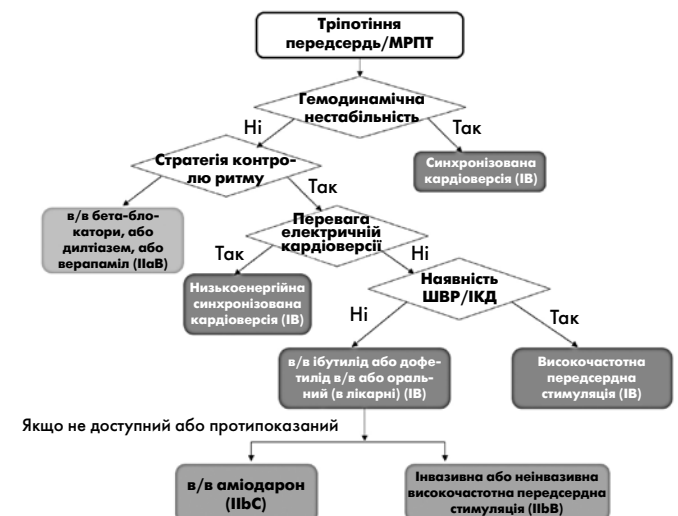 Тріпотіння
передсердь/МРПТ
Гемодинамічна
нестабільність
Ні
Так
Стратегія контро-
лю ритму
Синхронізована
кардіоверсія (IB)
Так
в/в бета-бло-
катори, або
дилтіазем, або
верапаміл (IIaB)
Перевага
електричній
кардіоверсії
Так
Ні
Низькоенергійна
синхронізована
кардіоверсія (IB)
Наявність
ШВР/ІКД
Ні
Так
в/в ібутилід або дофе-
тилід в/в або ораль-
ний (в лікарні) (IB)
Високочастотна
передсердна
стимуляція (IB)
Якщо не доступний або протипоказаний
в/в аміодарон
(IIbC)
Інвазивна або неінвазивна
високочастотна передсердна
стимуляція (IIbB)